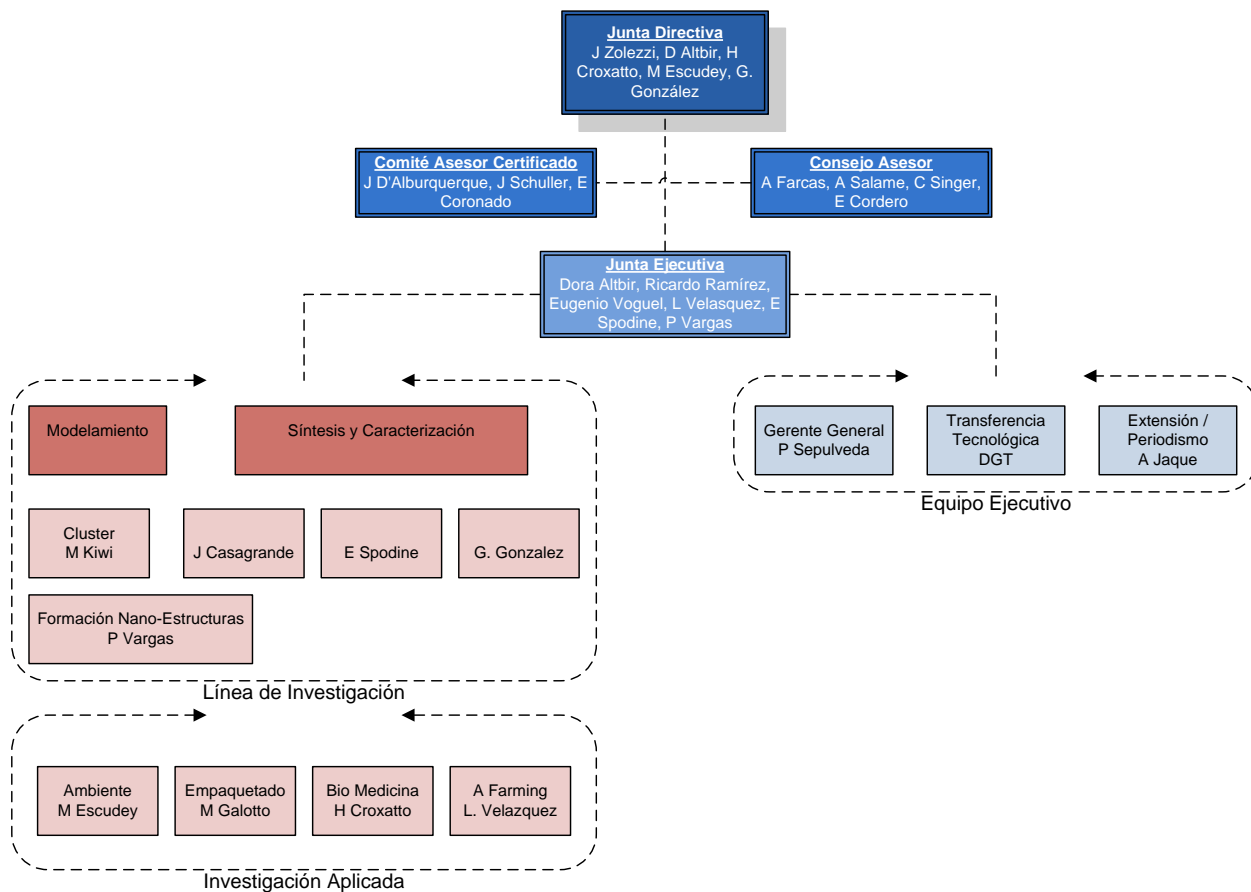 Junta Directiva
J Zolezzi, D Altbir, H
Croxatto, M Escudey, G.
González
Comité Asesor Certificado
J D'Alburquerque, J Schuller, E
Coronado
Consejo Asesor
A Farcas, A Salame, C Singer,
E Cordero
Junta Ejecutiva
Dora Altbir, Ricardo Ramírez,
Eugenio Voguel, L Velasquez, E
Spodine, P Vargas
Modelamiento
Síntesis y Caracterización
Cluster
M Kiwi
J Casagrande
E Spodine
G. Gonzalez
Formación Nano-Estructuras
P Vargas
Línea de Investigación
Gerente General
P Sepulveda
Transferencia
Tecnológica
DGT
Extensión /
Periodismo
A Jaque
Equipo Ejecutivo
Ambiente
M Escudey
Empaquetado
M Galotto
Bio Medicina
H Croxatto
A Farming
L. Velazquez
Investigación Aplicada